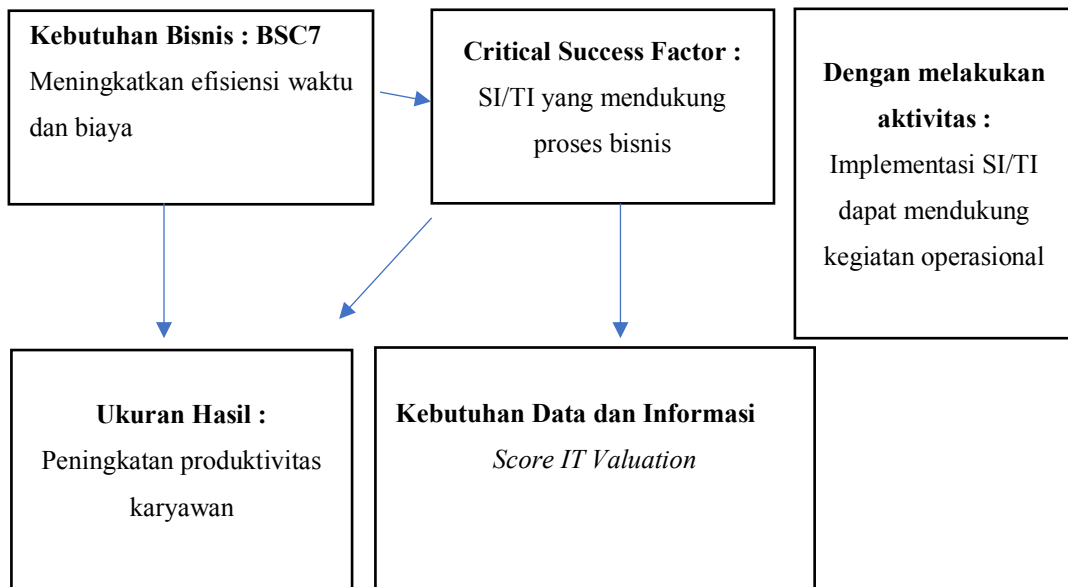 Kebutuhan Bisnis : BSC7
Meningkatkan efisiensi waktu
dan biaya
Critical Success Factor :
SI/TI yang mendukung
proses bisnis
Dengan melakukan
aktivitas :
Implementasi SI/TI
dapat mendukung
kegiatan operasional
Ukuran Hasil :
Peningkatan produktivitas
karyawan
Kebutuhan Data dan Informasi
Score IT Valuation